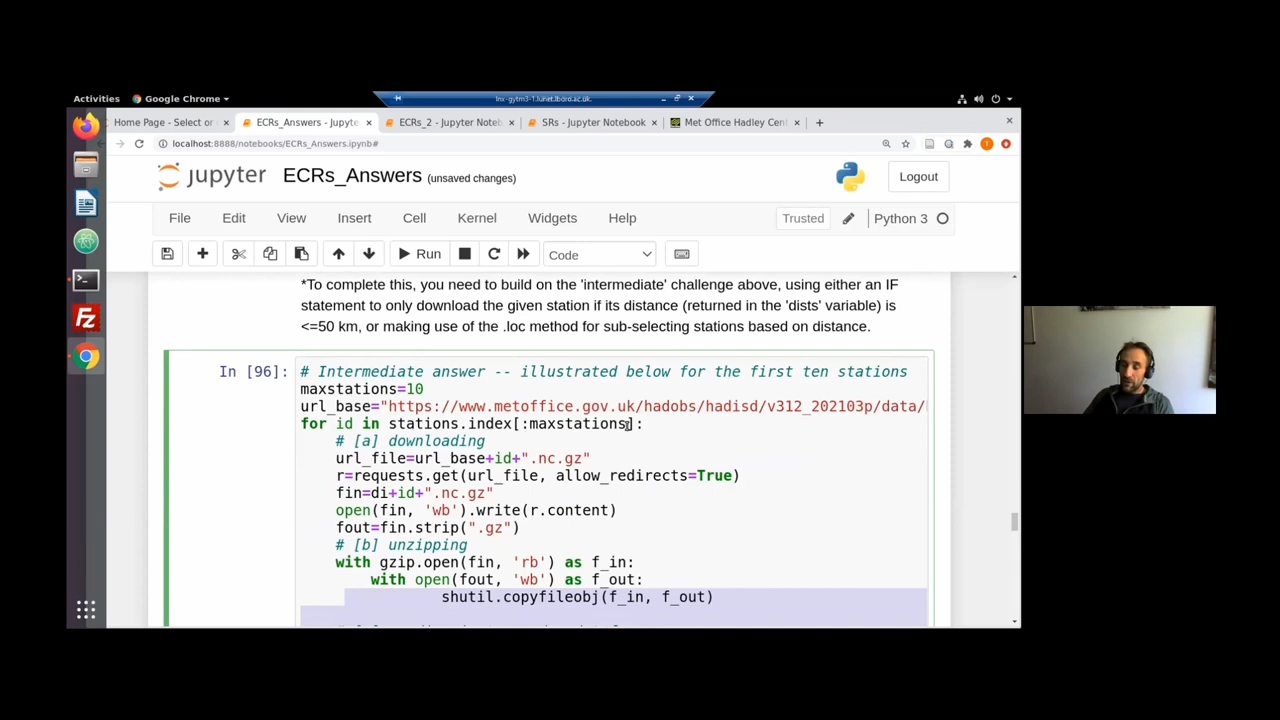 Activities
Google Chrome
lnx-gytm3-1.lunet.lboro.ac.uk
Home Page - Select or
ECRs_Answers - Jupyte
ECRs_2 - Jupyter Noteb
SRs - Jupyter Notebook
Met Office Hadley Cent
localhost:8888/notebooks/ECRs_Answers.ipynb#
T
jupyter ECRs_Answers (unsaved changes)
Logout
File Edit View Insert Cell Kernel Widgets Help
Trusted
Python 3
Run
Code
*To complete this, you need to build on the 'intermediate' challenge above, using either an IF
statement to only download the given station if its distance (returned in the 'dists' variable) is
<=50 km, or making use of the .loc method for sub-selecting stations based on distance.
In [96]:
# Intermediate answer -- illustrated below for the first ten stations
maxstations=10
url_base="https://www.metoffice.gov.uk/hadobs/hadisd/v312_202103p/data/
for id in stations.index[:maxstations]:
# [a] downloading
url_file=url_base+id+".nc.gz"
r=requests.get(url_file, allow_redirects=True)
fin=di+id+".nc.gz"
open(fin, 'wb').write(r.content)
fout=fin.strip(".gz")
# [b] unzipping
with gzip.open(fin, 'rb') as f_in:
with open(fout, 'wb') as f_out:
shutil.copyfileobj(f_in, f_out)